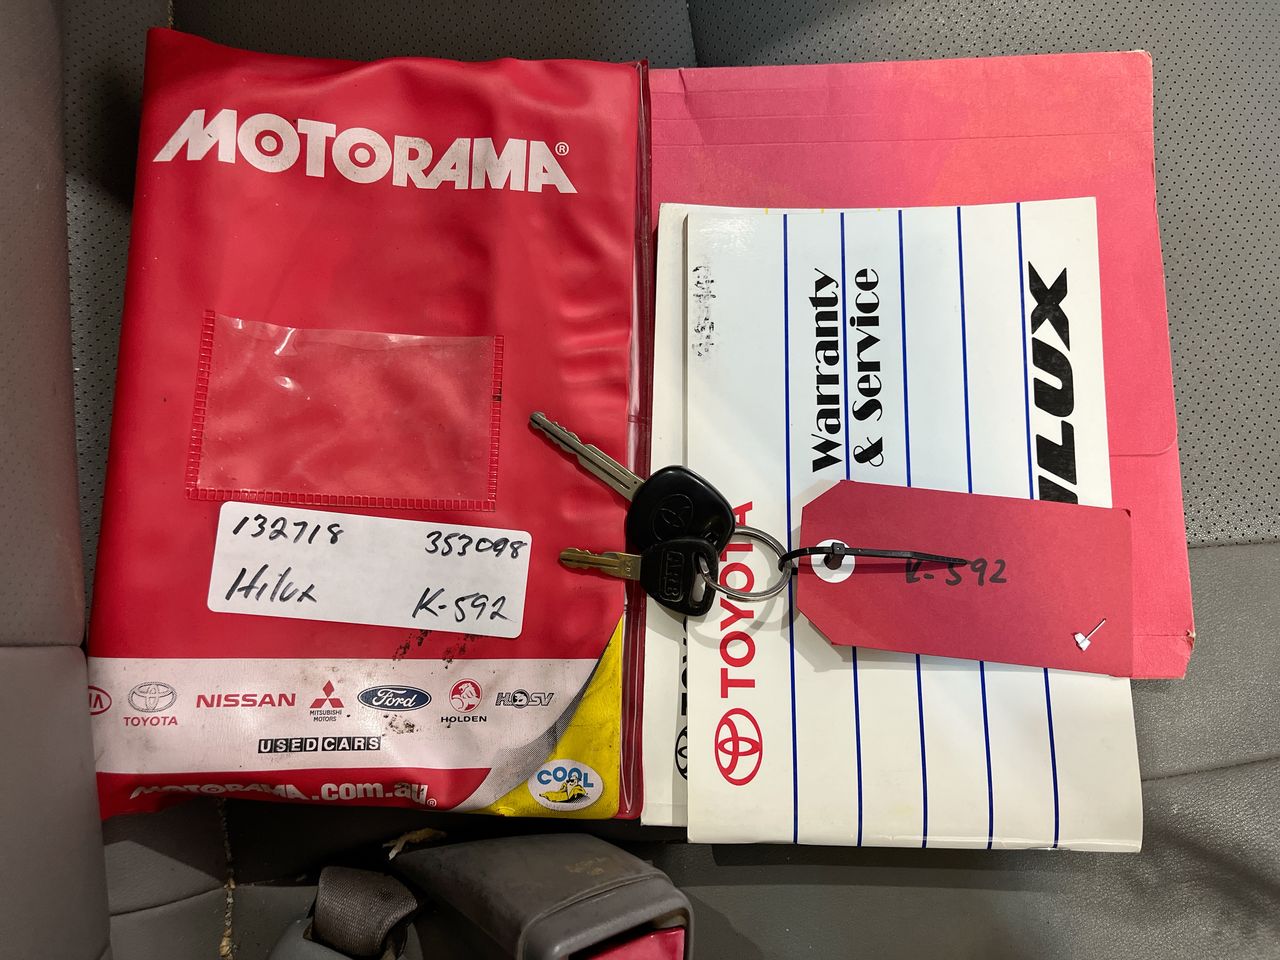 MOTORAMA®
132718 353098
Hilux K-592
TOYOTA
NISSAN
MITSUBISHI
MOTORS
Ford
HOLDEN
HSV
USED CARS
MOTORAMA.com.au®
COOL
Warranty
& Service
TOYOTA
ARB
K-592